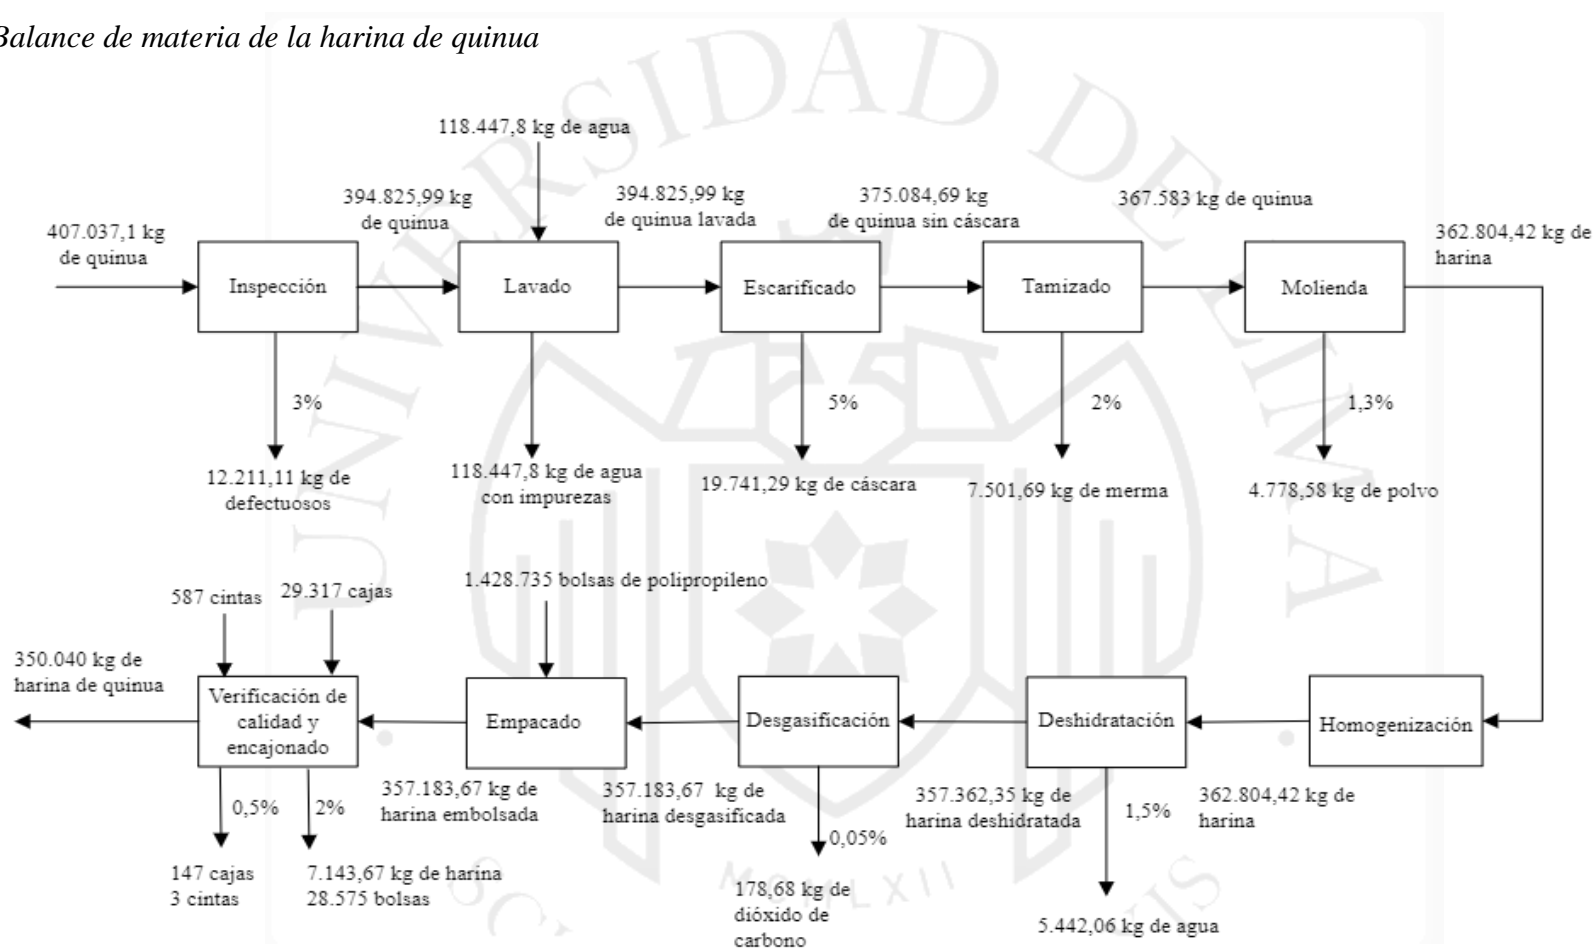 Balance de materia de la harina de quinua
118.447,8 kg de agua
407.037,1 kg
de quinua
394.825,99 kg
de quinua
394.825,99 kg
de quinua lavada
375.084,69 kg
de quinua sin cáscara
367.583 kg de quinua
362.804,42 kg de
harina
Inspección
Lavado
Escarificado
Tamizado
Molienda
3%
5%
2%
1,3%
12.211,11 kg de
defectuosos
118.447,8 kg de agua
con impurezas
19.741,29 kg de cáscara
7.501,69 kg de merma
4.778,58 kg de polvo
587 cintas
29.317 cajas
1.428.735 bolsas de polipropileno
350.040 kg de
harina de quinua
Verificación de
calidad y
encajonado
Empacado
Desgasificación
Deshidratación
Homogenización
357.183,67 kg de
harina embolsada
357.183,67 kg de
harina desgasificada
357.362,35 kg de
harina deshidratada
362.804,42 kg de
harina
0,5%
2%
0,05%
1,5%
147 cajas
3 cintas
7.143,67 kg de harina
28.575 bolsas
178,68 kg de
dióxido de
carbono
5.442,06 kg de agua
UNIVERSIDAD DE LIMA
MCMLXII